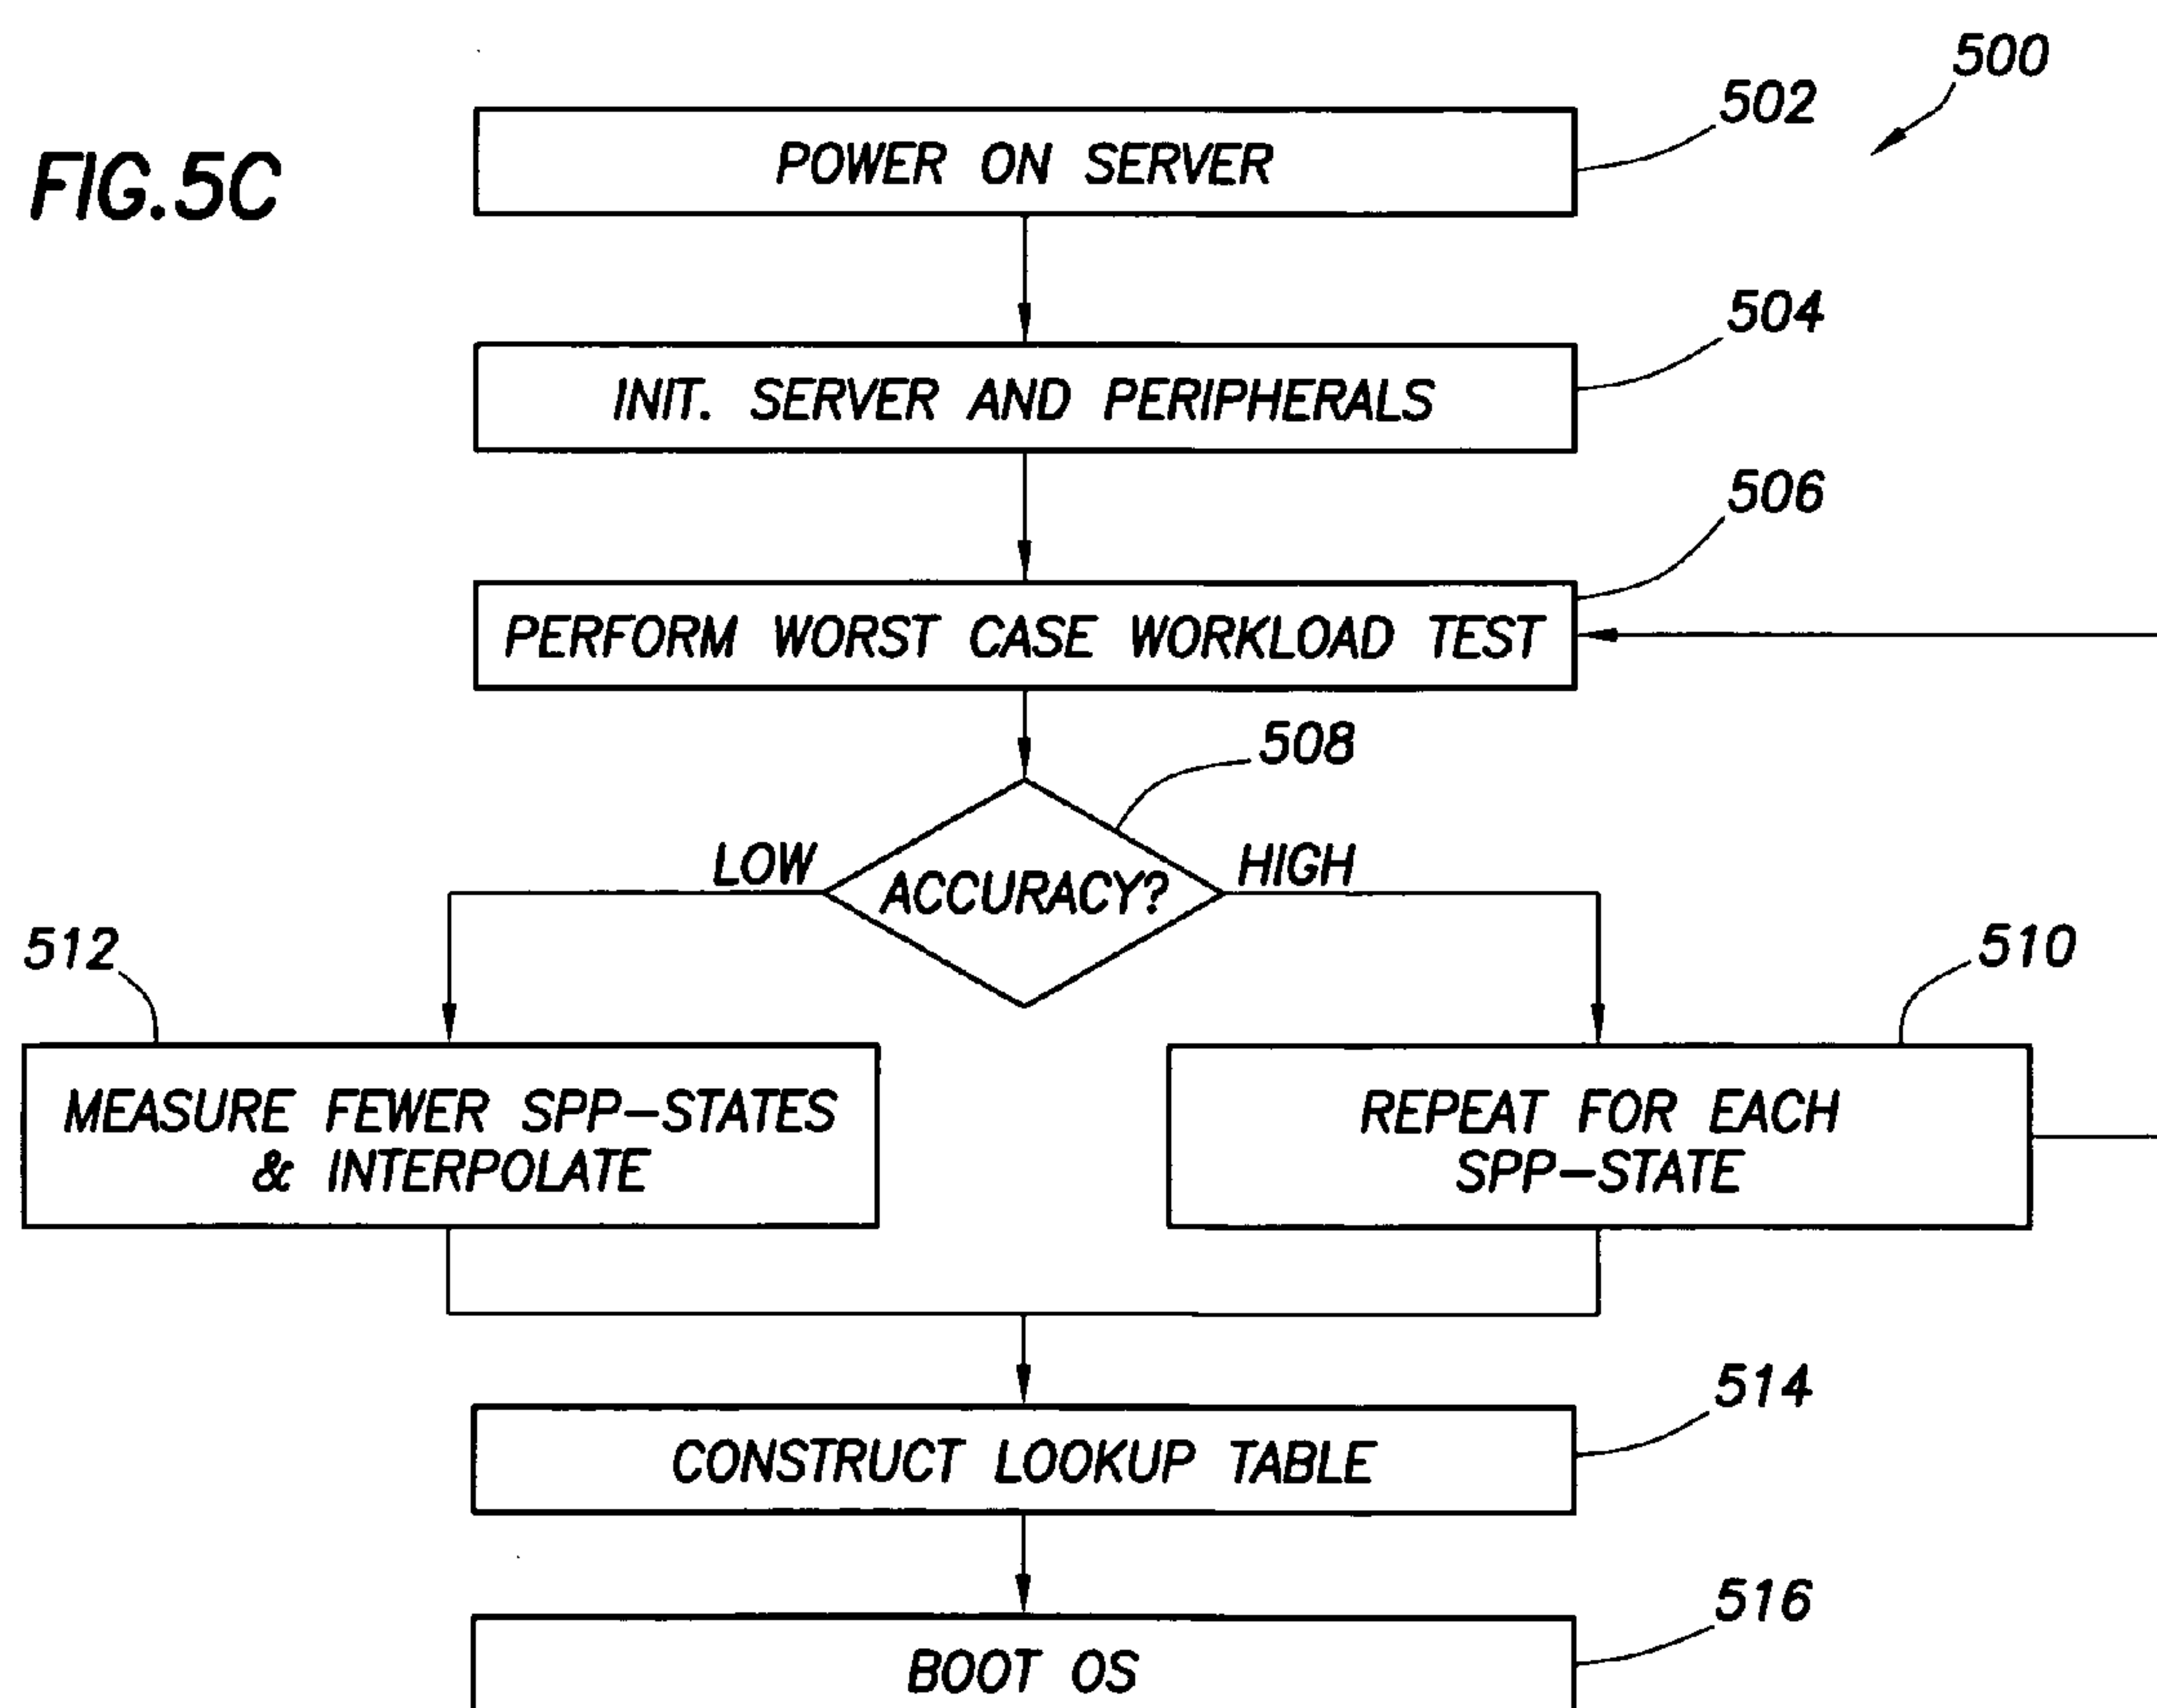 500
502
FIG.5C
POWER ON SERVER
504
INIT. SERVER AND PERIPHERALS
506
PERFORM WORST CASE WORKLOAD TEST
508
LOW
HIGH
ACCURACY?
512
510
MEASURE FEWER SPP-STATES
& INTERPOLATE
REPEAT FOR EACH
SPP-STATE
514
CONSTRUCT LOOKUP TABLE
516
BOOT OS